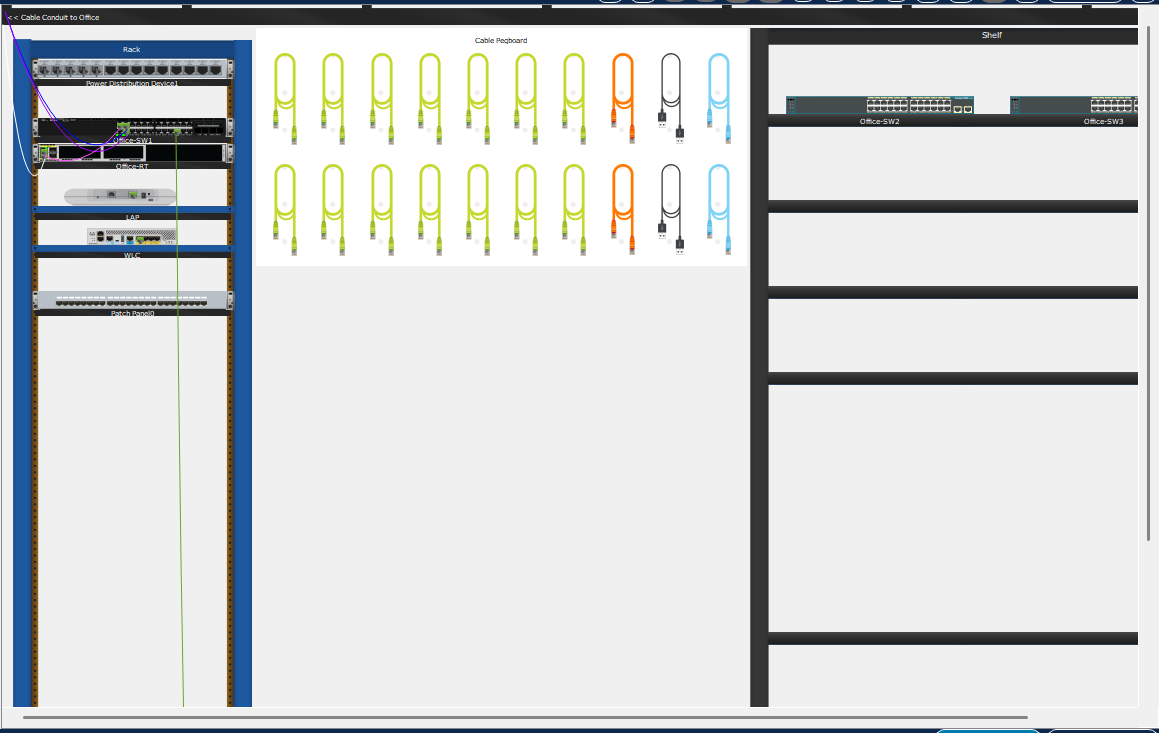 < < Cable Conduit to Office
Rack
Power Distribution Device1
Office-SW1
Office-RT
LAP
WLC
Patch Panel0
Cable Pegboard
Shelf
Office-SW2
Office-SW3